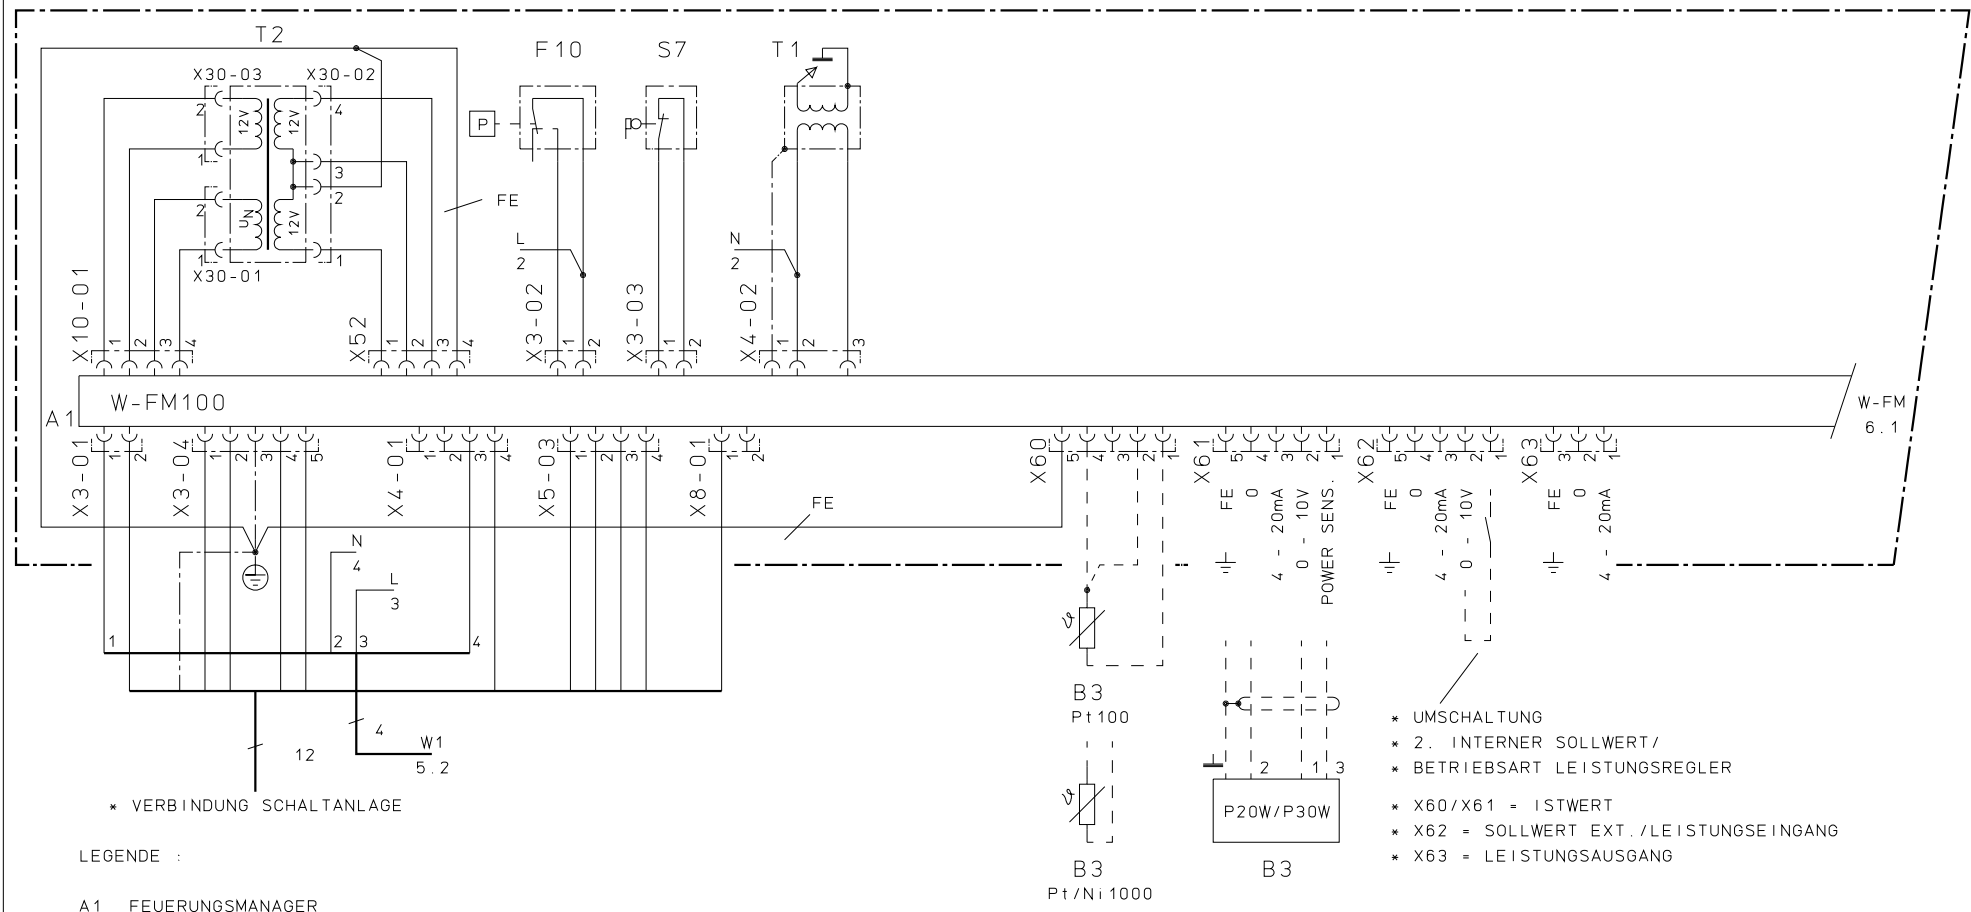 T2
F10
S7
T1
X30-03
X30-02
2
12V
12V
4
P
1
3
2
2
UN
12V
FE
1
1
X30-01
L
2
N
2
X10-01
1
2
3
4
X52
1
2
3
4
X3-02
1
2
X3-03
1
2
X4-02
1
2
3
A1
W-FM100
W-FM
6.1
X3-01
1
2
X3-04
1
2
3
4
5
X4-01
1
2
3
4
X5-03
1
2
3
4
X8-01
1
2
X60
5
4
3
2
1
X61
5
4
3
2
1
X62
5
4
3
2
1
X63
3
2
1
FE
FE
0
4 - 20mA
0 - 10V
POWER SENS.
FE
0
4 - 20mA
0 - 10V
FE
0
4 - 20mA
N
4
L
3
1
2
3
4
ϑ
B3
Pt100
4
12
W1
5.2
* UMSCHALTUNG
* 2. INTERNER SOLLWERT/
* BETRIEBSART LEISTUNGSREGLER
2
1
3
* VERBINDUNG SCHALTANLAGE
ϑ
P20W/P30W
* X60/X61 = ISTWERT
* X62 = SOLLWERT EXT./LEISTUNGSEINGANG
* X63 = LEISTUNGSAUSGANG
LEGENDE :
B3
Pt/Ni1000
B3
A1 FEUERUNGSMANAGER